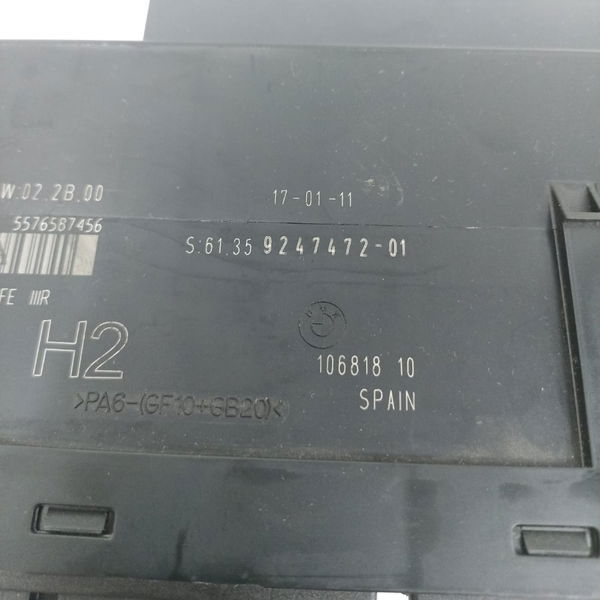 W:02.2B.00
17-01-11
5576587456
S:61.35 9247472-01
FE IIIR
H2
106818 10
>PA6-(GF10+GB20)<
SPAIN